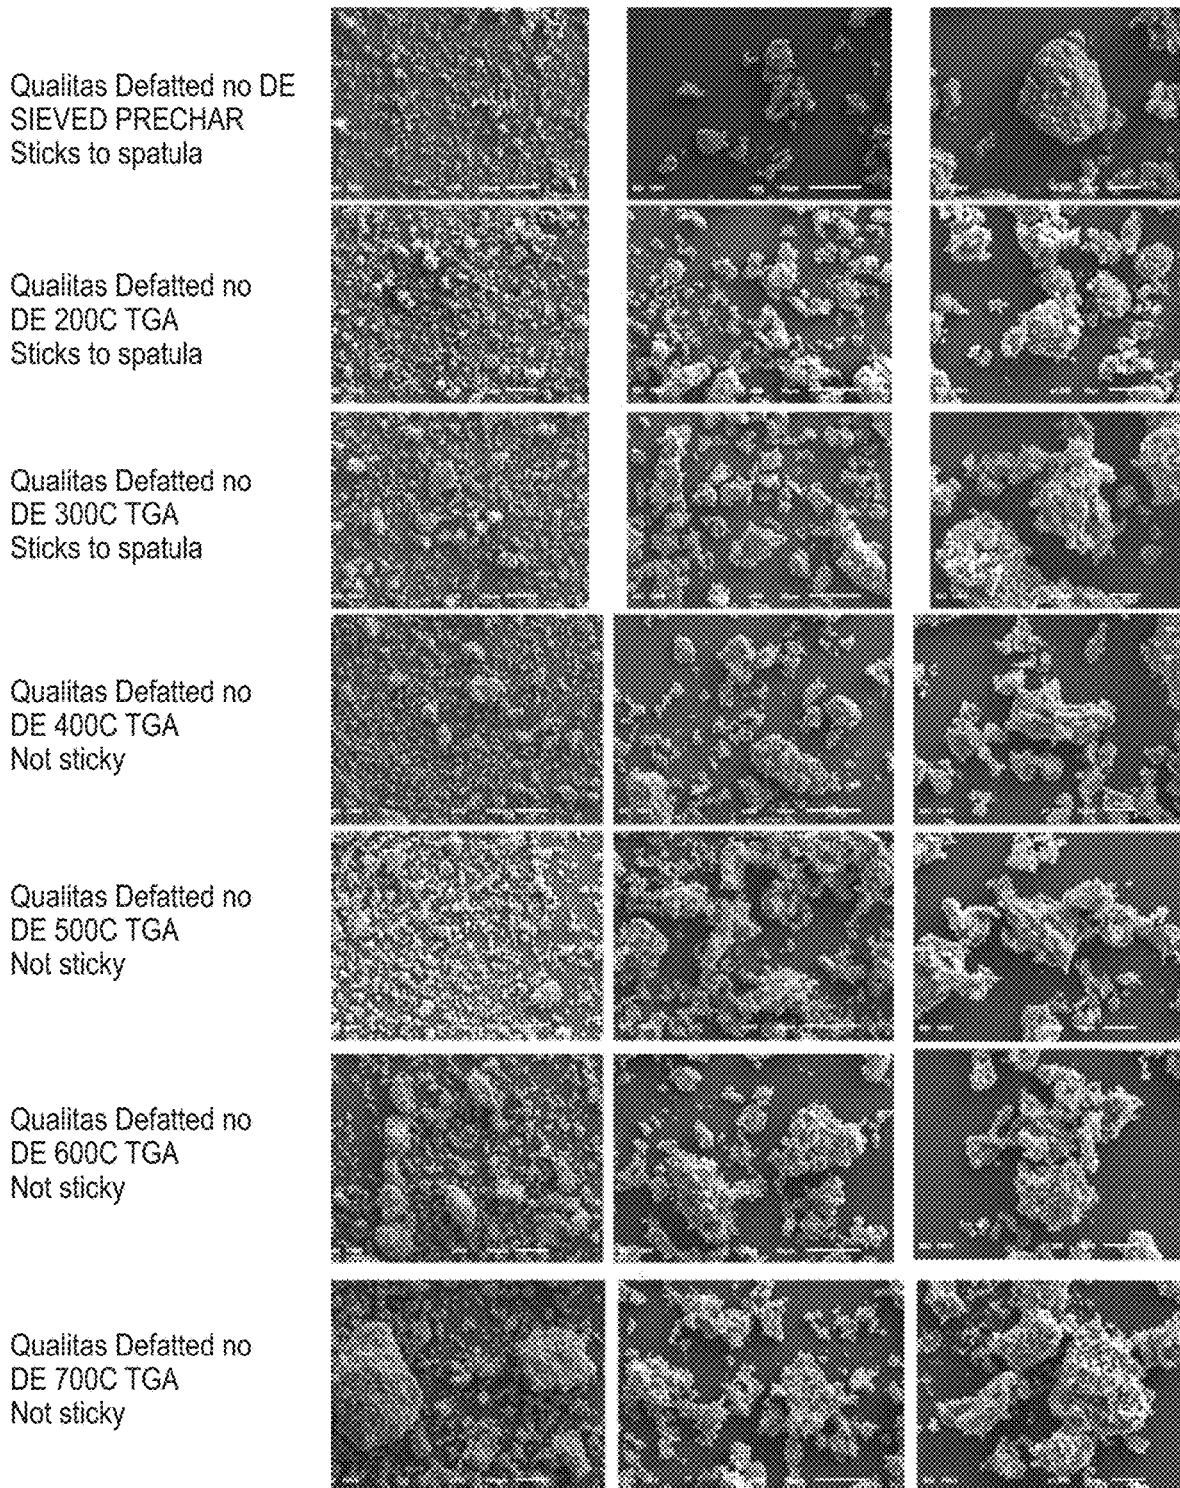 Qualitas Defatted no DE
SIEVED PRECHAR
Sticks to spatula
Qualitas Defatted no
DE 200C TGA
Sticks to spatula
Qualitas Defatted no
DE 300C TGA
Sticks to spatula
Qualitas Defatted no
DE 400C TGA
Not sticky
Qualitas Defatted no
DE 500C TGA
Not sticky
Qualitas Defatted no
DE 600C TGA
Not sticky
Qualitas Defatted no
DE 700C TGA
Not sticky